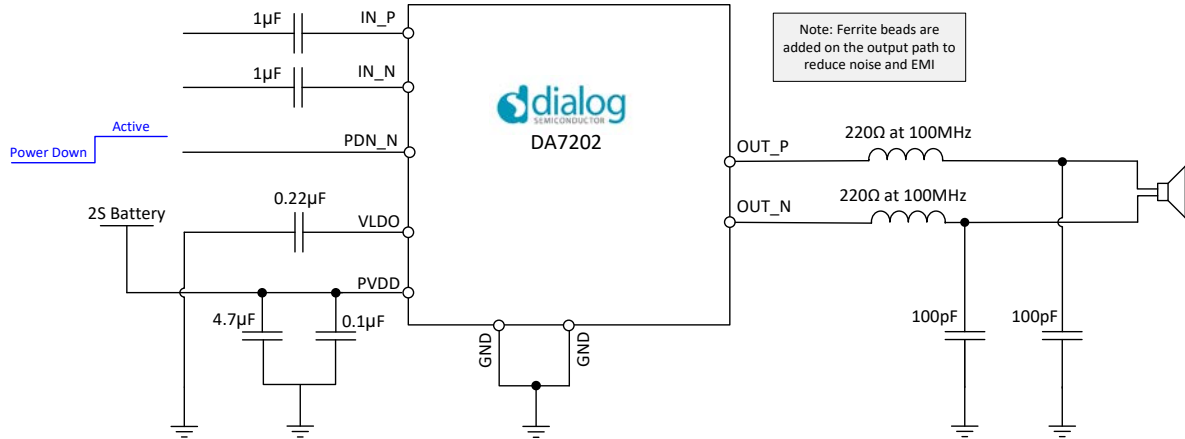 1µF
IN_P
1µF
IN_N
Active
Power Down
PDN_N
0.22µF
VLDO
2S Battery
PVDD
4.7µF
0.1µF
dialog
SEMICONDUCTOR
DA7202
GND
GND
Note: Ferrite beads are
added on the output path to
reduce noise and EMI
OUT_P
220Ω at 100MHz
OUT_N
220Ω at 100MHz
100pF
100pF